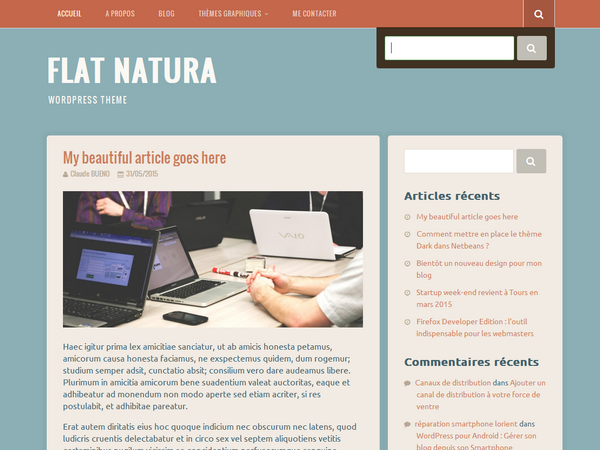 ACCUEIL A PROPOS BLOG THÈMES GRAPHIQUES ME CONTACTER
FLAT NATURA
WORDPRESS THEME
My beautiful article goes here
Claude BUENO 31/05/2015
VAIO
Haec igitur prima lex amicitiae sanciatur, ut ab amicis honesta petamus,
amicorum causa honesta faciamus, ne exspectemus quidem, dum rogemur;
studium semper adsit, cunctatio absit; consilium vero dare audeamus libere.
Plurimum in amicitia amicorum bene suadentium valeat auctoritas, eaque et
adhibeatur ad monendum non modo aperte sed etiam acriter, si res
postulabit, et adhibitae pareatur.
Erat autem diritatis eius hoc quoque indicium nec obscurum nec latens, quod
ludicris cruentis delectabatur et in circo sex vel septem aliquotiens vetitis
Articles récents
My beautiful article goes here
Comment mettre en place le thème
Dark dans Netbeans ?
Bientôt un nouveau design pour mon
blog
Startup week-end revient à Tours en
mars 2015
Firefox Developer Edition : l'outil
indispensable pour les webmasters
Commentaires récents
Canaux de distribution dans Ajouter
un canal de distribution à votre force de
ventre
réparation smartphone lorient dans
WordPress pour Android : Gérer son
blog depuis son Smartphone